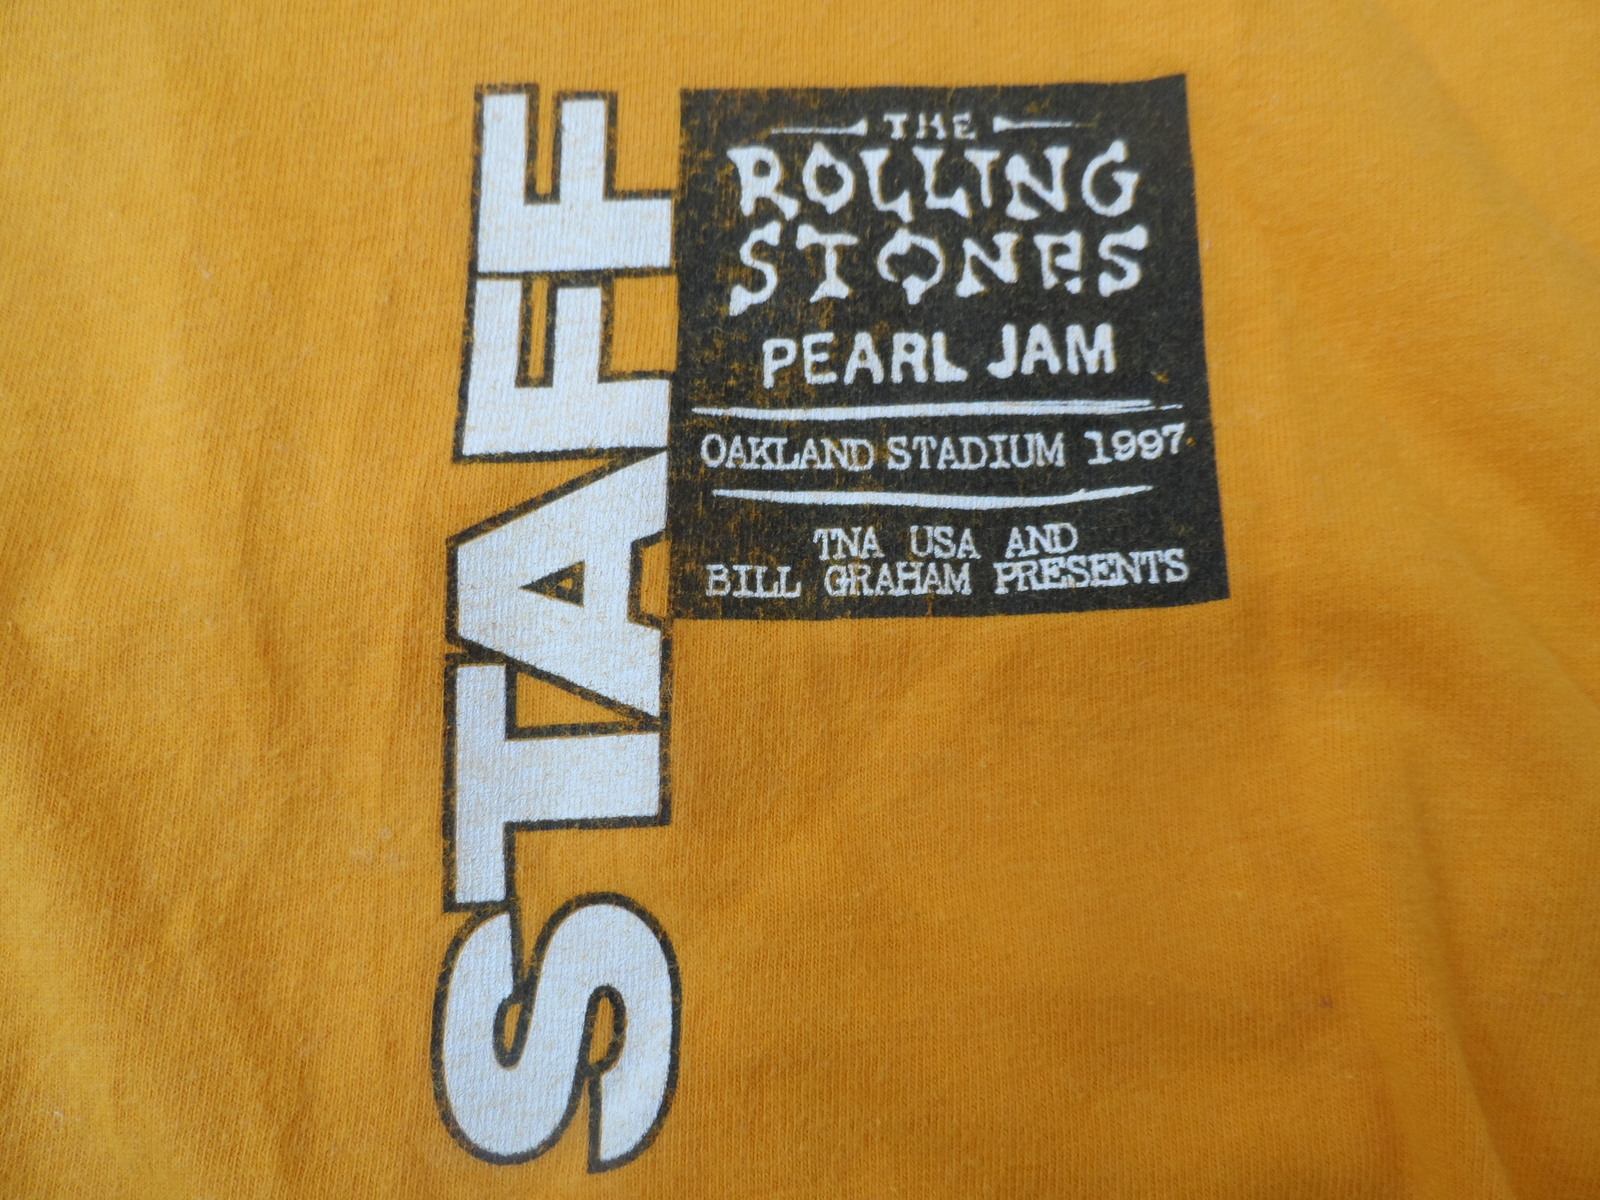 STAFF
THE
ROLLING
STONES
PEARL JAM
OAKLAND STADIUM 1997
TNA USA AND
BILL GRAHAM PRESENTS